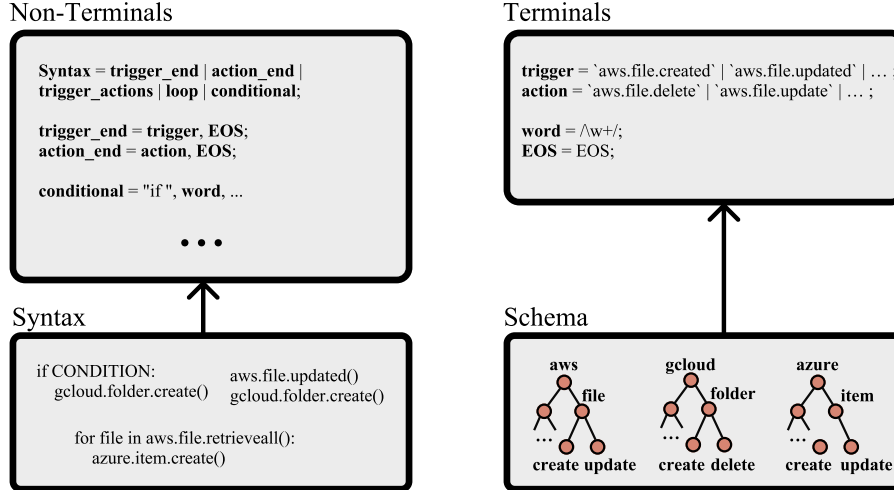 Non-Terminals
Syntax = trigger_end | action_end |
trigger_actions | loop | conditional;
trigger_end = trigger, EOS;
action_end = action, EOS;
conditional = "if ", word, ...
...
Terminals
trigger = `aws.file.created` | `aws.file.updated` | ... ;
action = `aws.file.delete` | `aws.file.update` | ... ;
word = /\w+/;
EOS = EOS;
Syntax
if CONDITION:
gcloud.folder.create()
aws.file.updated()
gcloud.folder.create()
for file in aws.file.retrieveall():
azure.item.create()
Schema
aws gcloud azure
file folder item
... ... ...
create update create delete create update